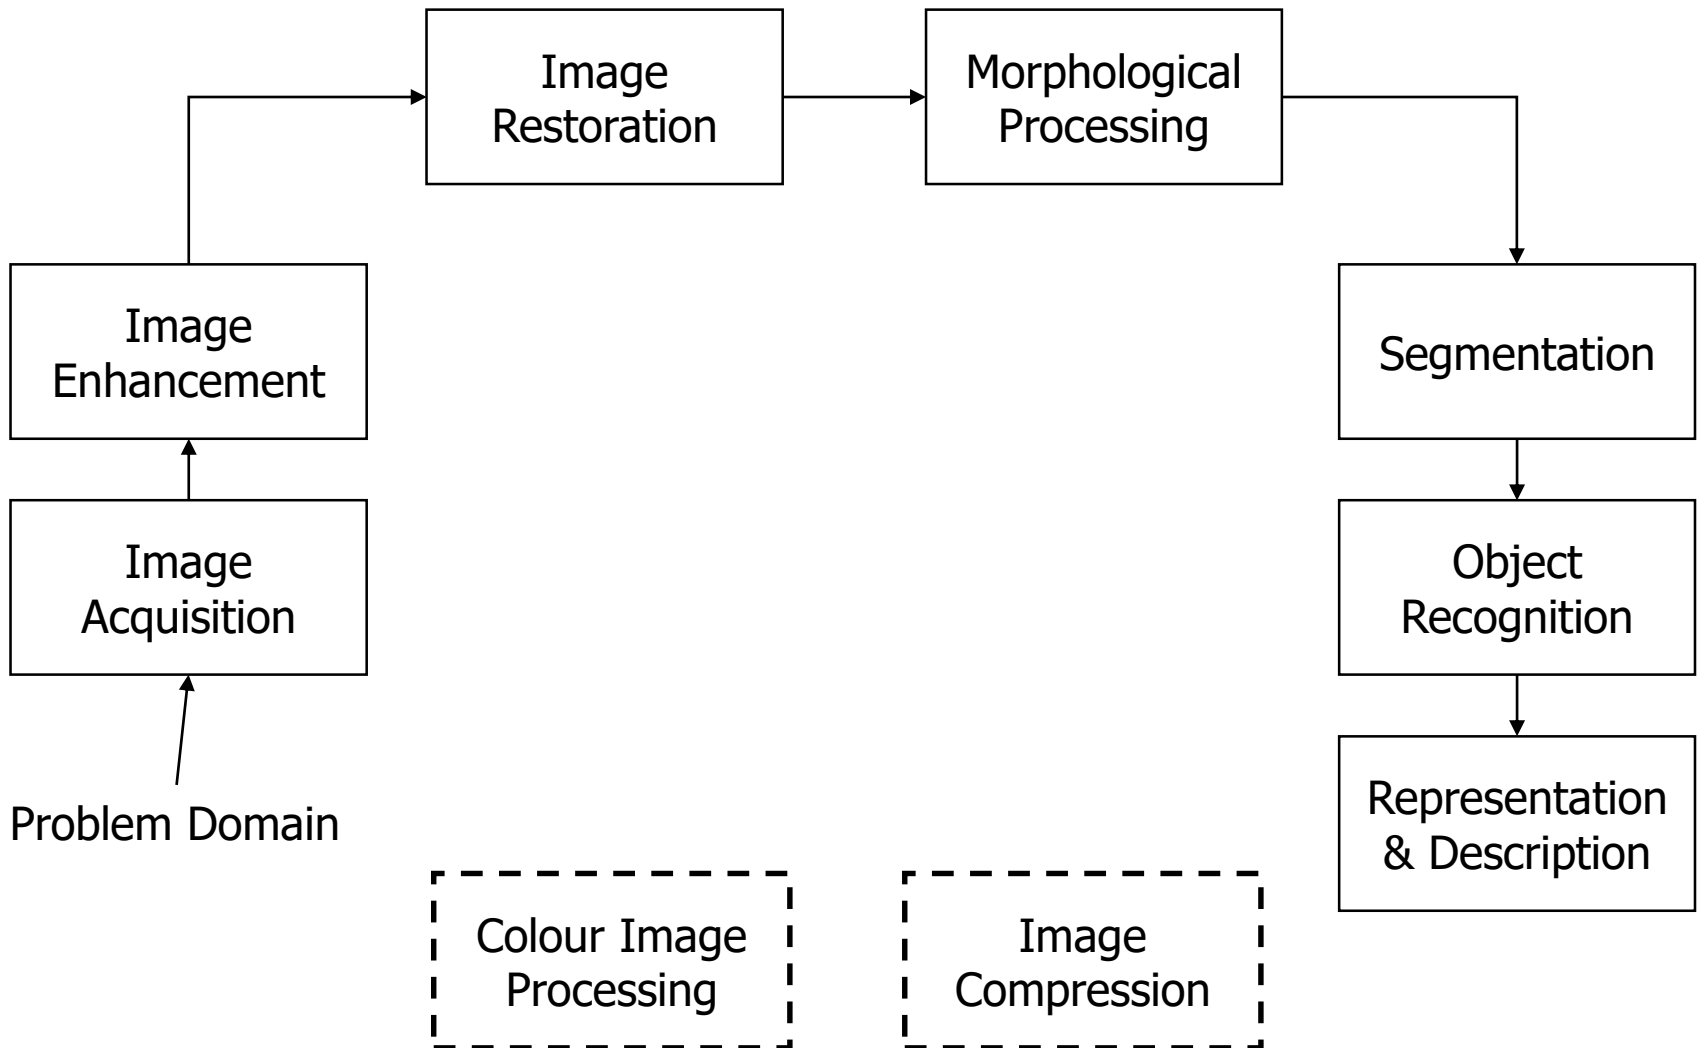 Image
Restoration
Morphological
Processing
Image
Enhancement
Segmentation
Image
Acquisition
Object
Recognition
Problem Domain
Representation
& Description
Colour Image
Processing
Image
Compression